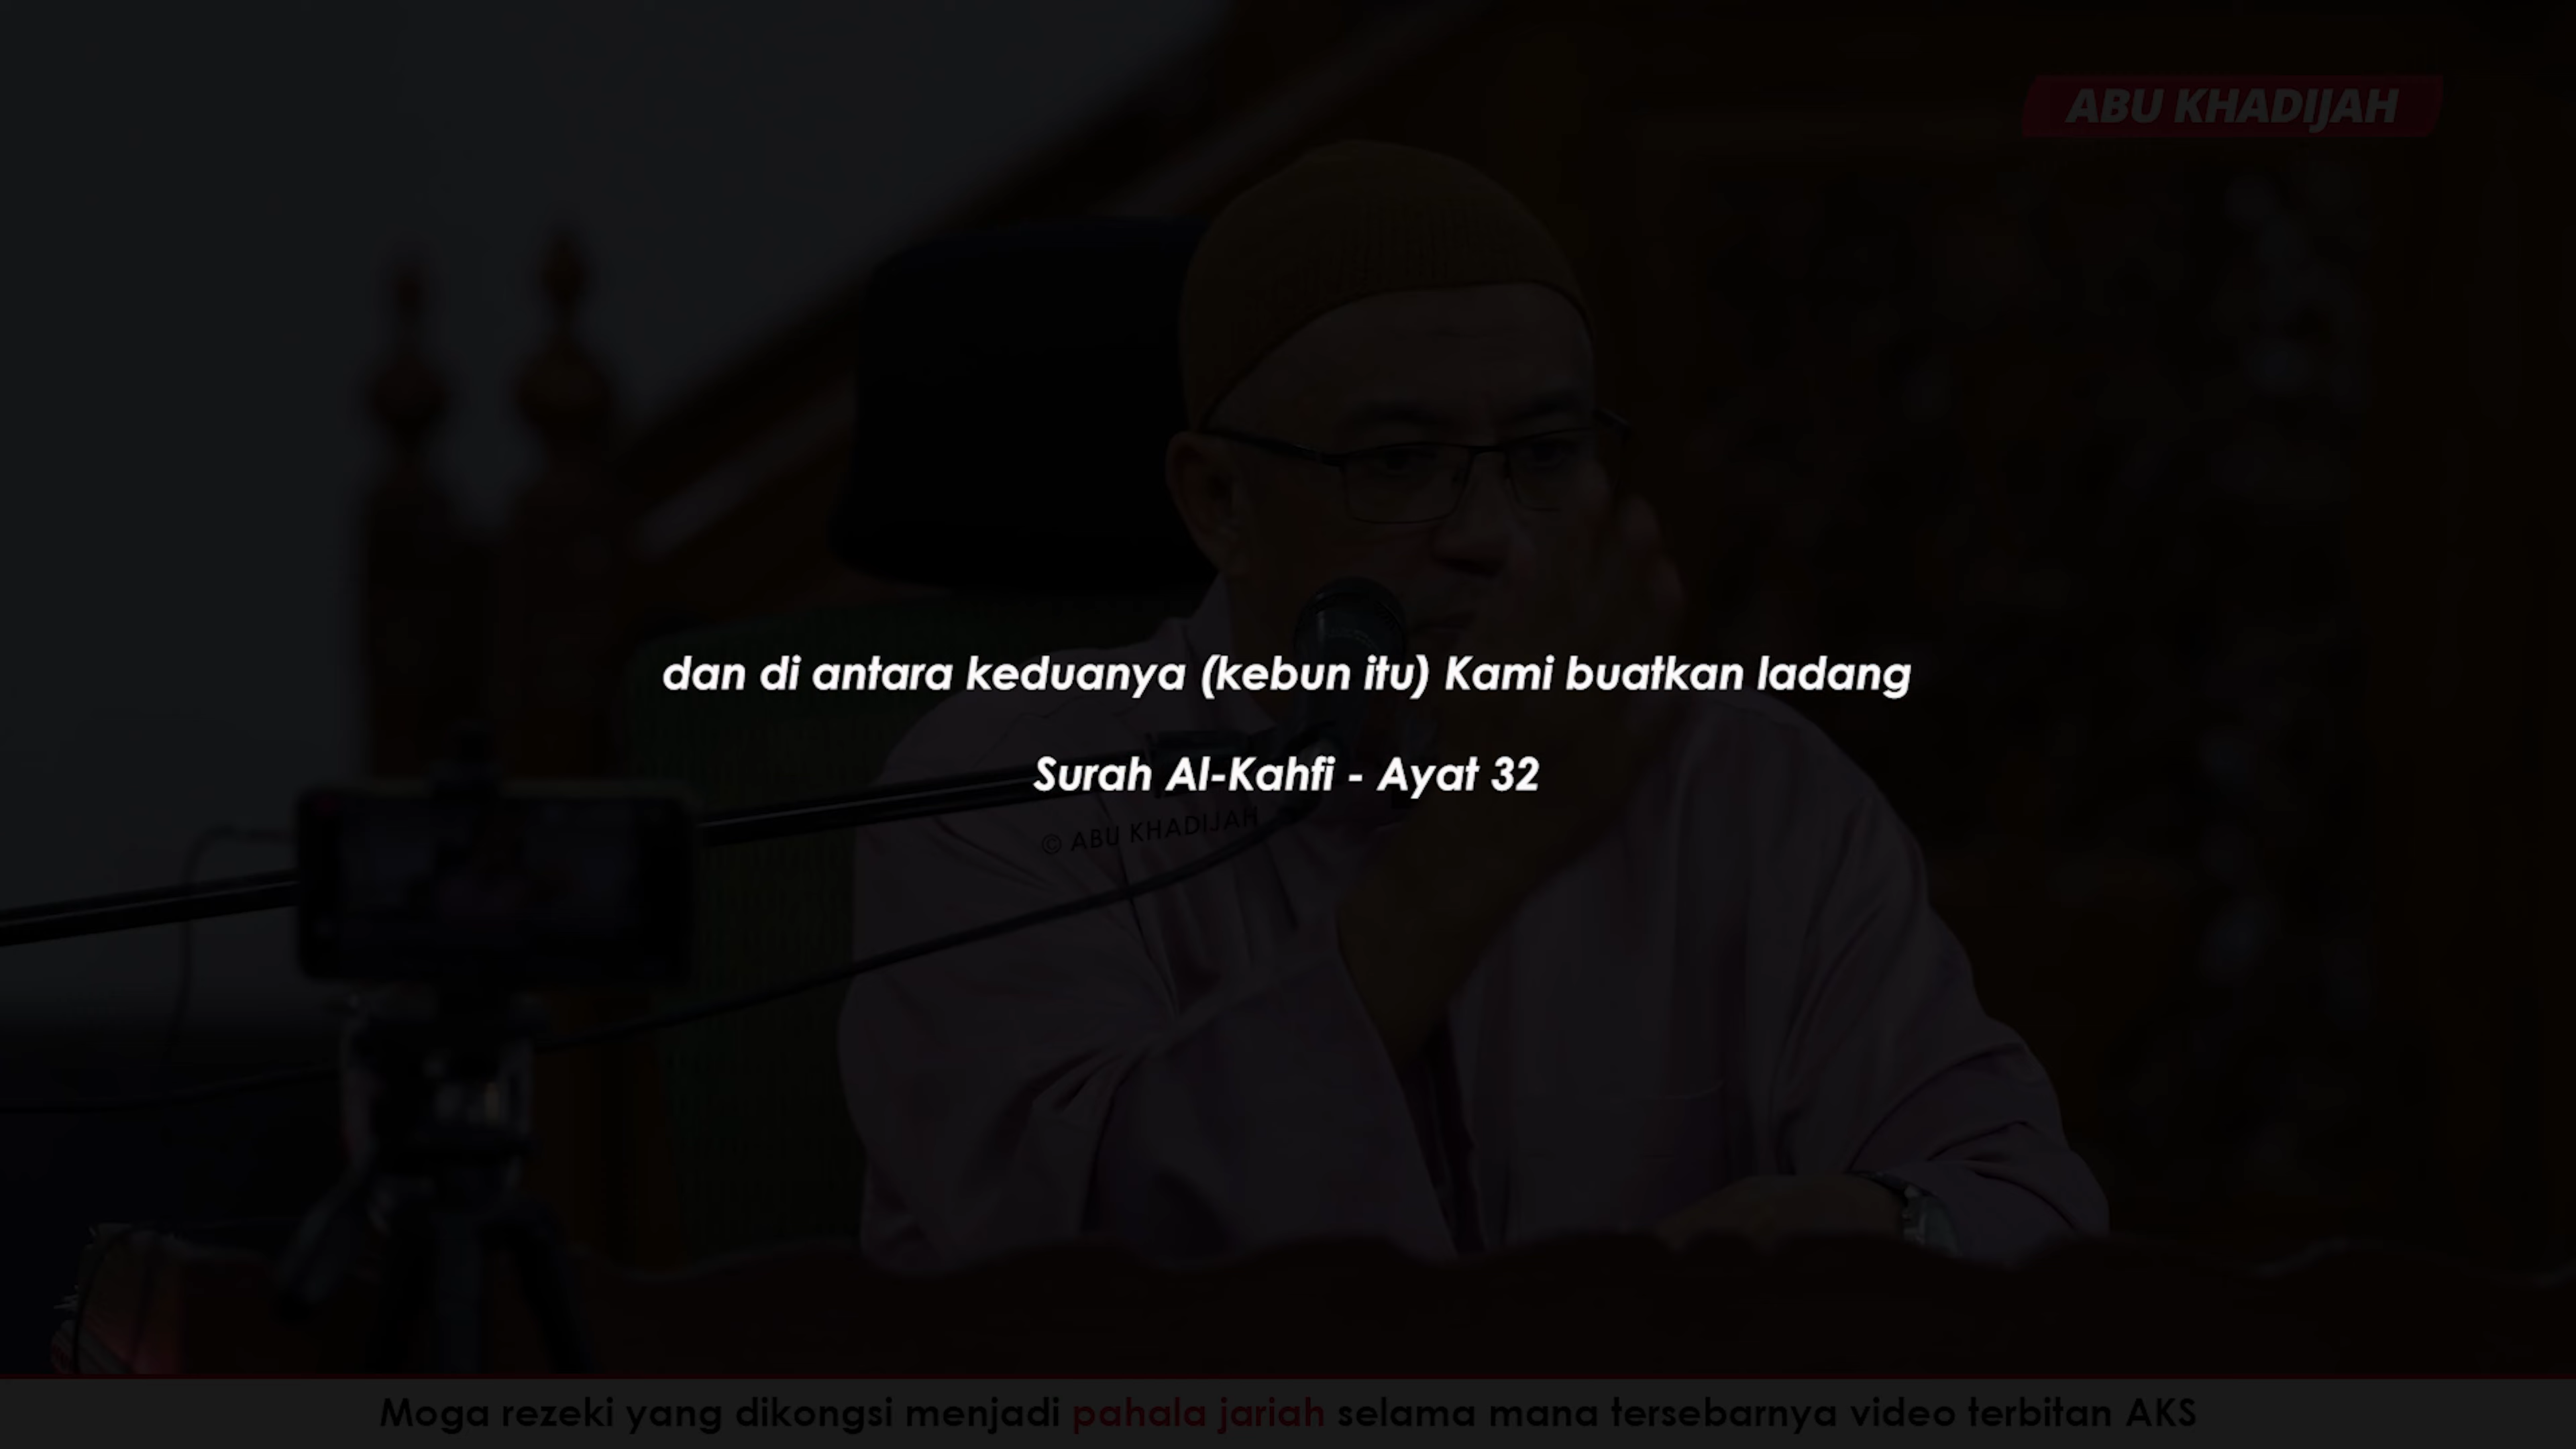 ABU KHADIJAH
dan di antara keduanya (kebun itu) Kami buatkan ladang
Surah Al-Kahfi - Ayat 32
© ABU KHADIJAH
Moga rezeki yang dikongsi menjadi pahala jariah selama mana tersebarnya video terbitan AKS